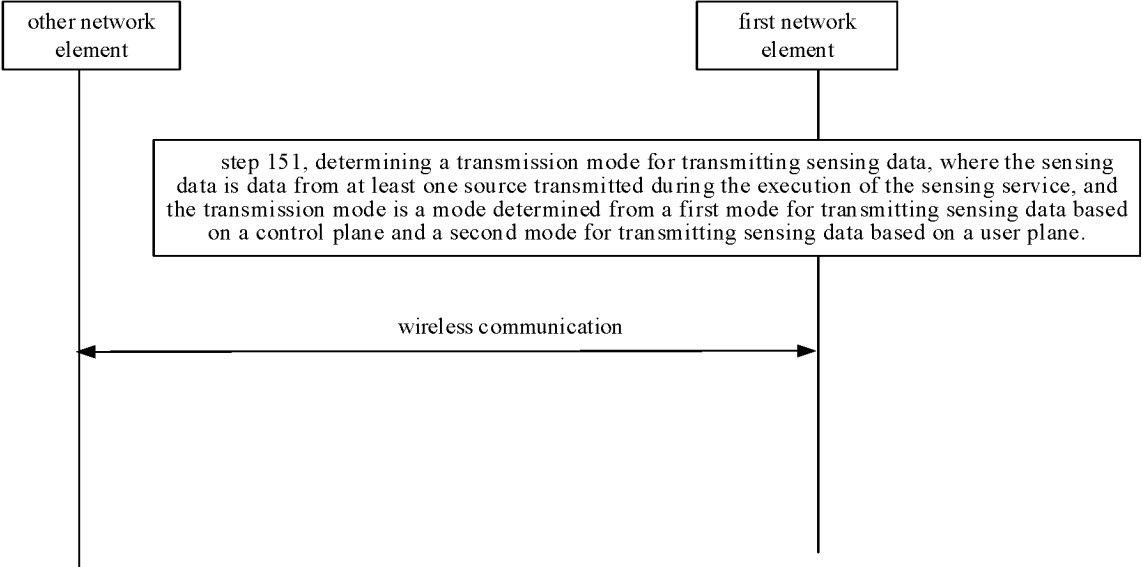 other network
element
first network
element
step 151, determining a transmission mode for transmitting sensing data, where the sensing
data is data from at least one source transmitted during the execution of the sensing service, and
the transmission mode is a mode determined from a first mode for transmitting sensing data based
on a control plane and a second mode for transmitting sensing data based on a user plane.
wireless communication